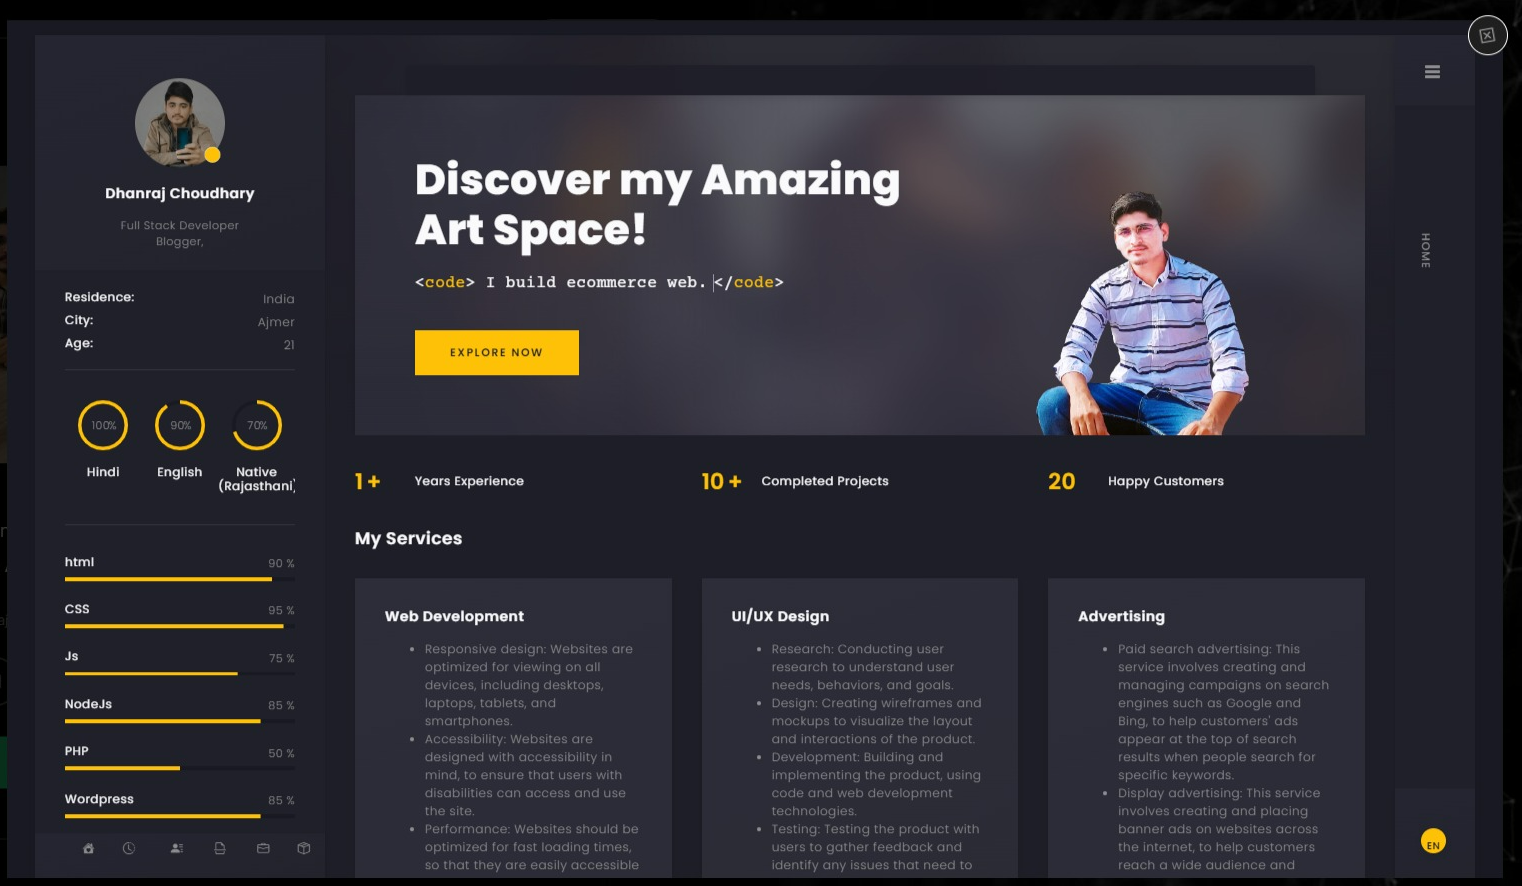 Dhanraj Choudhary
Full Stack Developer
Blogger,
Residence: India
City: Ajmer
Age: 21
100% 90% 70%
Hindi English Native
(Rajasthani)
html 90 %
CSS 95 %
Js 75 %
NodeJs 85 %
PHP 50 %
Wordpress 85 %
Discover my Amazing
Art Space!
<code> I build ecommerce web. </code>
EXPLORE NOW
1 + Years Experience
10 + Completed Projects
20 Happy Customers
My Services
Web Development
• Responsive design: Websites are
optimized for viewing on all
devices, including desktops,
laptops, tablets, and
smartphones.
• Accessibility: Websites are
designed with accessibility in
mind, to ensure that users with
disabilities can access and use
the site.
• Performance: Websites should be
optimized for fast loading times,
so that they are easily accessible
UI/UX Design
• Research: Conducting user
research to understand user
needs, behaviors, and goals.
• Design: Creating wireframes and
mockups to visualize the layout
and interactions of the product.
• Development: Building and
implementing the product, using
code and web development
technologies.
• Testing: Testing the product with
users to gather feedback and
identify any issues that need to
Advertising
• Paid search advertising: This
service involves creating and
managing campaigns on search
engines such as Google and
Bing, to help customers' ads
appear at the top of search
results when people search for
specific keywords.
• Display advertising: This service
involves creating and placing
banner ads on websites across
the internet, to help customers
reach a wide audience and
HOME
EN